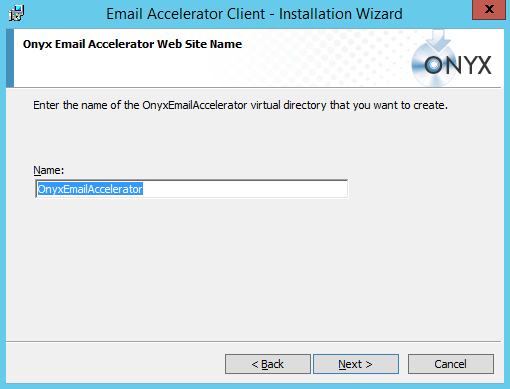 Email Accelerator Client - Installation Wizard
x
Onyx Email Accelerator Web Site Name
ONYX
Enter the name of the OnyxEmailAccelerator virtual directory that you want to create.
Name:
OnyxEmailAccelerator
< Back
Next >
Cancel